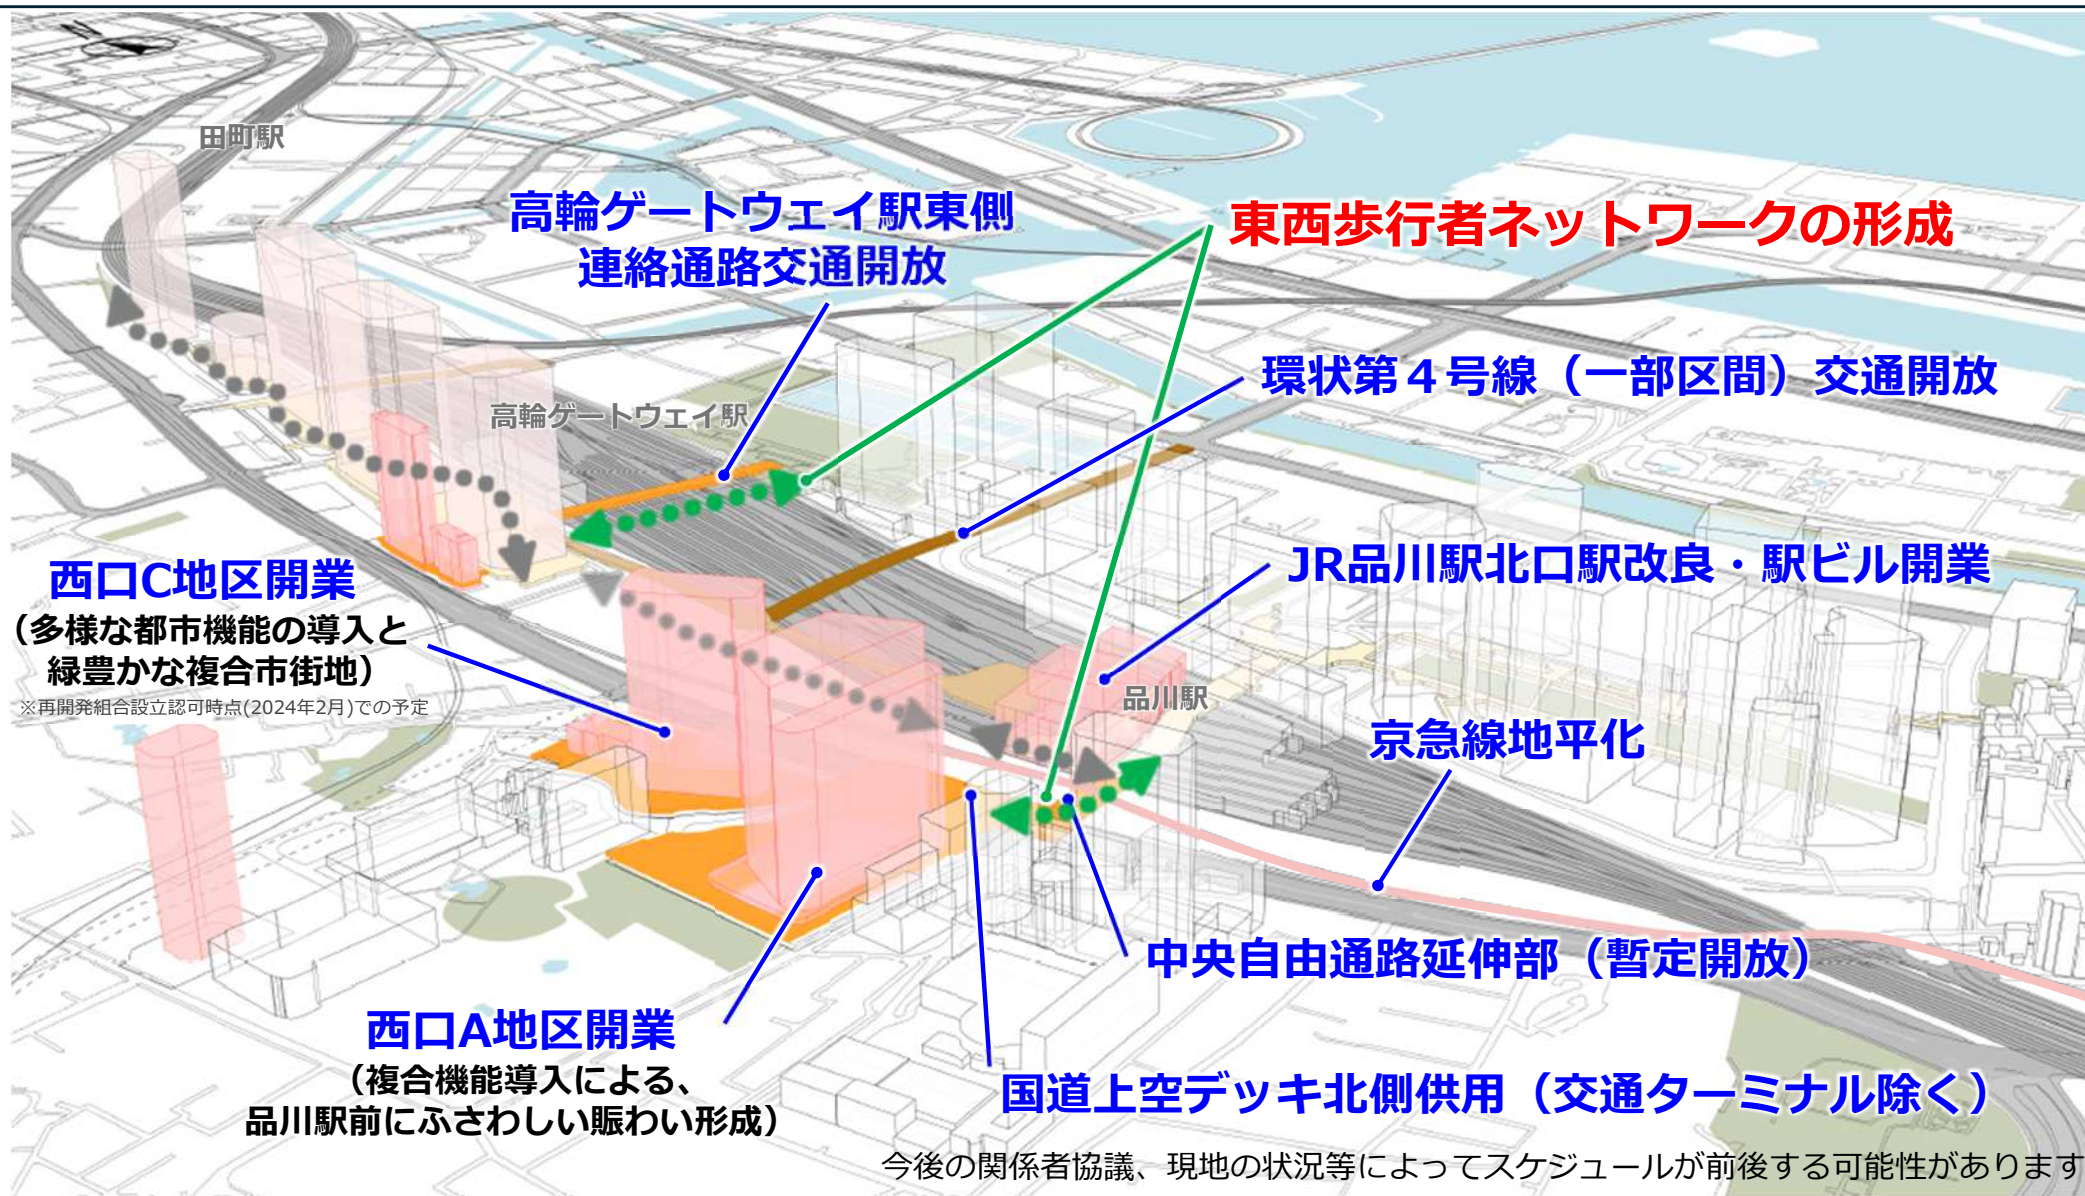 田町駅
高輪ゲートウェイ駅東側
連絡通路交通開放
東西歩行者ネットワークの形成
環状第４号線（一部区間）交通開放
高輪ゲートウェイ駅
JR品川駅北口駅改良・駅ビル開業
西口C地区開業
（多様な都市機能の導入と
緑豊かな複合市街地）
※再開発組合設立認可時点(2024年2月)での予定
品川駅
京急線地平化
中央自由通路延伸部（暫定開放）
西口A地区開業
（複合機能導入による、
品川駅前にふさわしい賑わい形成）
国道上空デッキ北側供用（交通ターミナル除く）
今後の関係者協議、現地の状況等によってスケジュールが前後する可能性があります